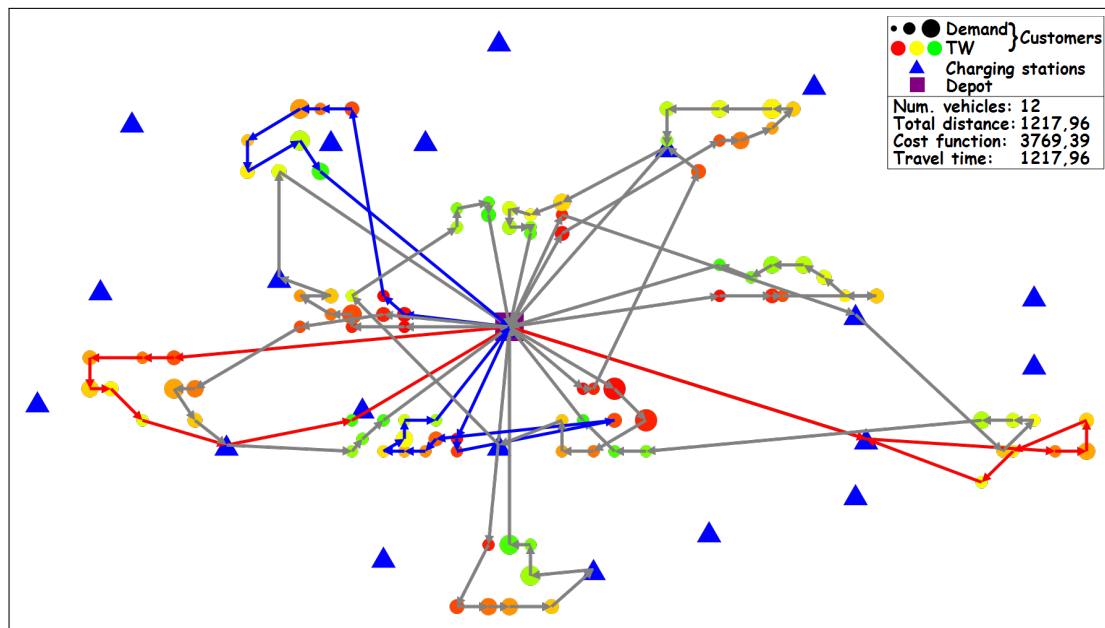 Demand
TW
Customers
Charging stations
Depot
Num. vehicles: 12
Total distance: 1217,96
Cost function: 3769,39
Travel time: 1217,96